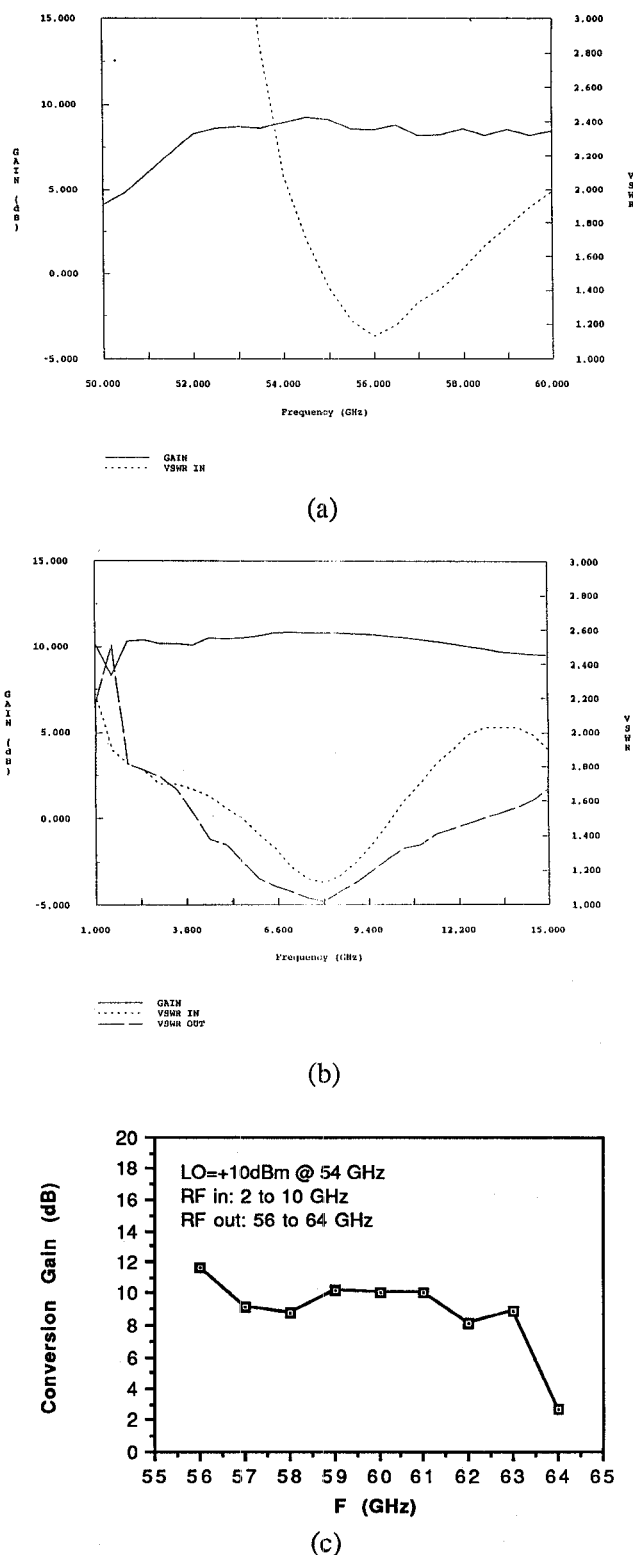 15.000
10.000
5.000
0.000
-5.000
GAIN (dB)
3.000
2.800
2.600
2.400
2.200
2.000
1.800
1.600
1.400
1.200
1.000
VSWR
50.000 52.000 54.000 56.000 58.000 60.000
Frequency (GHz)
GAIN
VSWR IN
(a)
15.000
10.000
5.000
0.000
-5.000
GAIN (dB)
3.000
2.800
2.600
2.400
2.200
2.000
1.800
1.600
1.400
1.200
1.000
VSWR
1.000 3.800 6.600 9.400 12.200 15.000
Frequency (GHz)
GAIN
VSWR IN
VSWR OUT
(b)
Conversion Gain (dB)
20
18
16
14
12
10
8
6
4
2
0
LO=+10dBm @ 54 GHz
RF in: 2 to 10 GHz
RF out: 56 to 64 GHz
55 56 57 58 59 60 61 62 63 64 65
F (GHz)
(c)